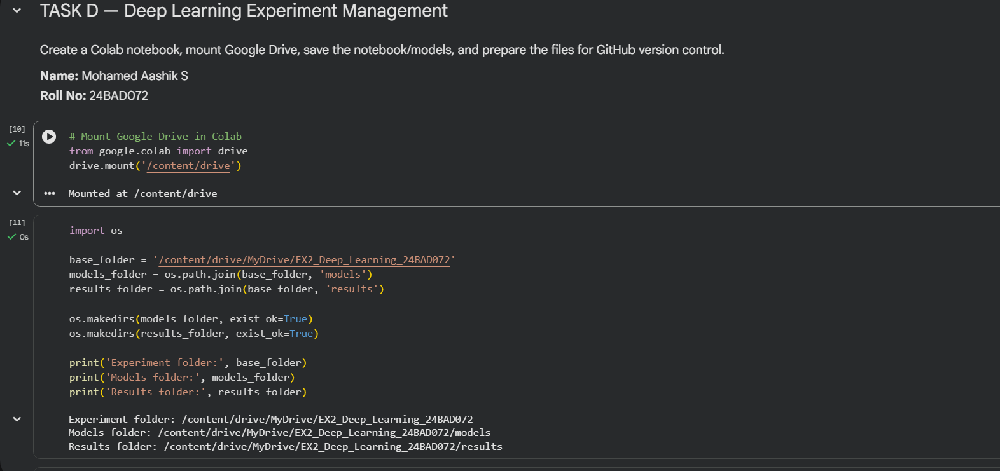 TASK D — Deep Learning Experiment Management
Create a Colab notebook, mount Google Drive, save the notebook/models, and prepare the files for GitHub version control.
Name: Mohamed Aashik S
Roll No: 24BAD072
[10]
11s
# Mount Google Drive in Colab
from google.colab import drive
drive.mount('/content/drive')
Mounted at /content/drive
[11]
0s
import os
base_folder = '/content/drive/MyDrive/EX2_Deep_Learning_24BAD072'
models_folder = os.path.join(base_folder, 'models')
results_folder = os.path.join(base_folder, 'results')
os.makedirs(models_folder, exist_ok=True)
os.makedirs(results_folder, exist_ok=True)
print('Experiment folder:', base_folder)
print('Models folder:', models_folder)
print('Results folder:', results_folder)
Experiment folder: /content/drive/MyDrive/EX2_Deep_Learning_24BAD072
Models folder: /content/drive/MyDrive/EX2_Deep_Learning_24BAD072/models
Results folder: /content/drive/MyDrive/EX2_Deep_Learning_24BAD072/results